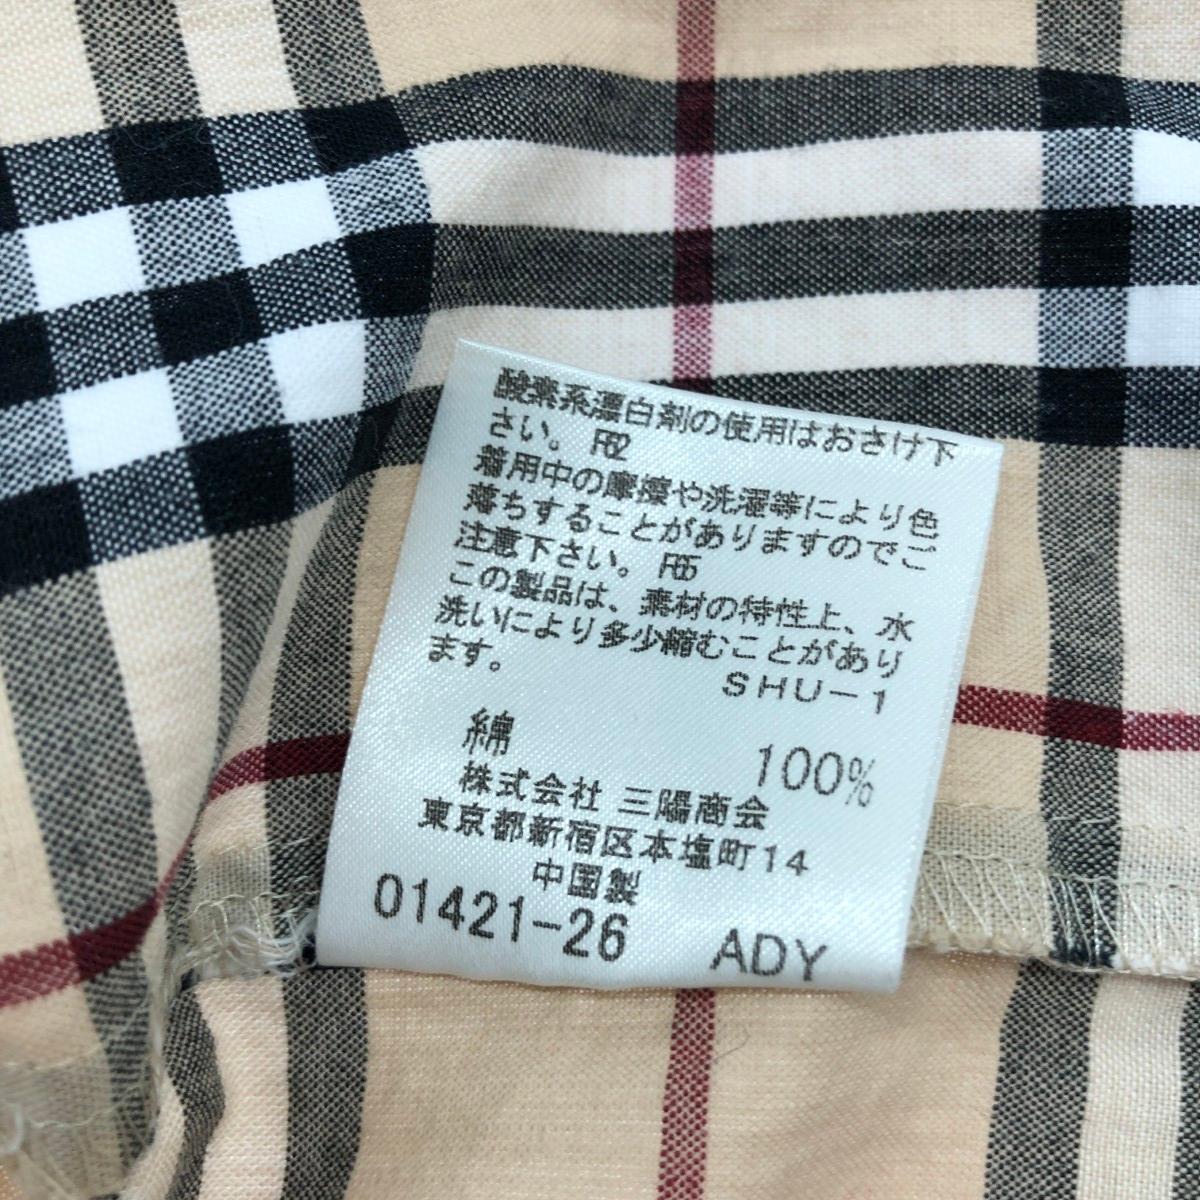 酸素系漂白剤の使用はおさけ下
さい。 R62
着用中の摩擦や洗濯等により色
落ちすることがありますのでご
注意下さい。 R65
この製品は、素材の特性上、水
洗いにより多少縮むことがあり
ます。
SHU-1
綿 100%
株式会社 三陽商会
東京都新宿区本塩町14
中国製
01421-26 ADY